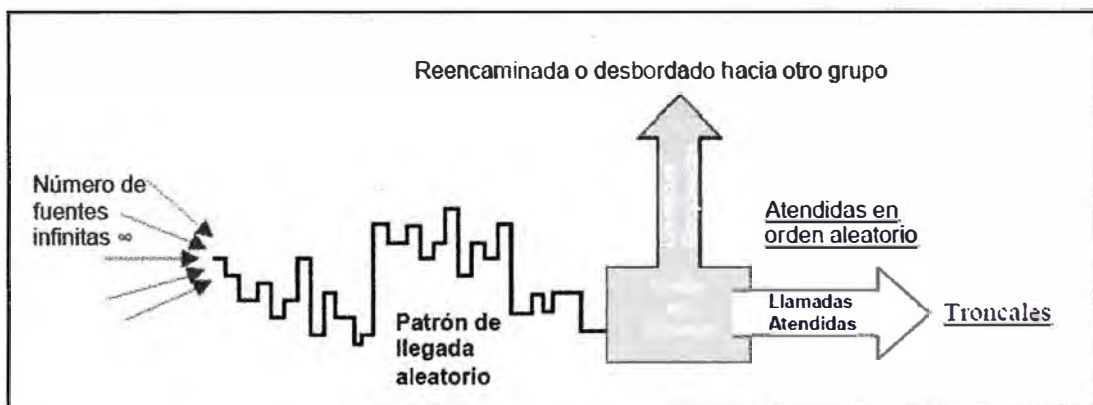 Reencaminada o desbordado hacia otro grupo
Número de
fuentes
infinitas ∞
Atendidas en
orden aleatorio
Llamadas
Atendidas
Troncales
Patrón de
llegada
aleatorio